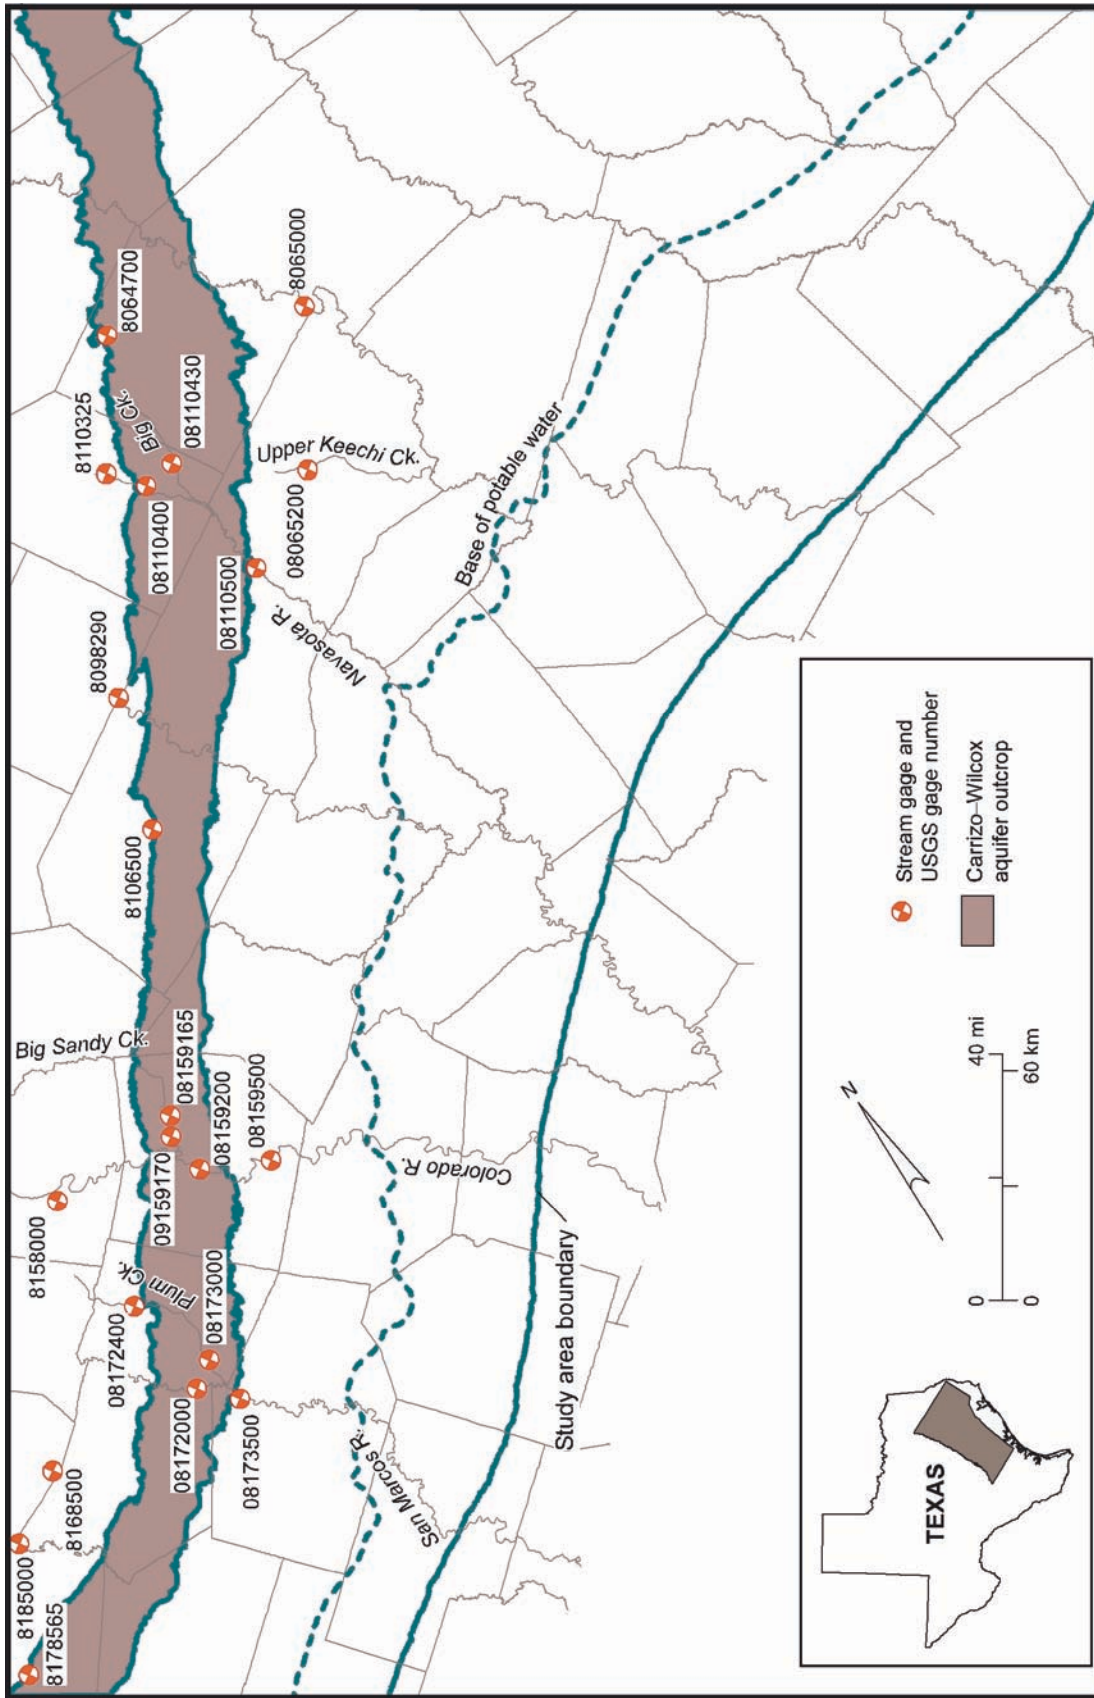 8178565
8185000
8168500
08172400
08172000
08173500
Plum Ck.
08173000
San Marcos R.
8158000
09159170
Big Sandy Ck.
08159165
08159200
08159500
Colorado R.
Study area boundary
8106500
8098290
8110325
08110400
08110500
Navasota R.
Big Ck.
8064700
08110430
Upper Keechi Ck.
08065200
8065000
Base of potable water
TEXAS
N
0 40 mi
0 60 km
Stream gage and
USGS gage number
Carrizo–Wilcox
aquifer outcrop